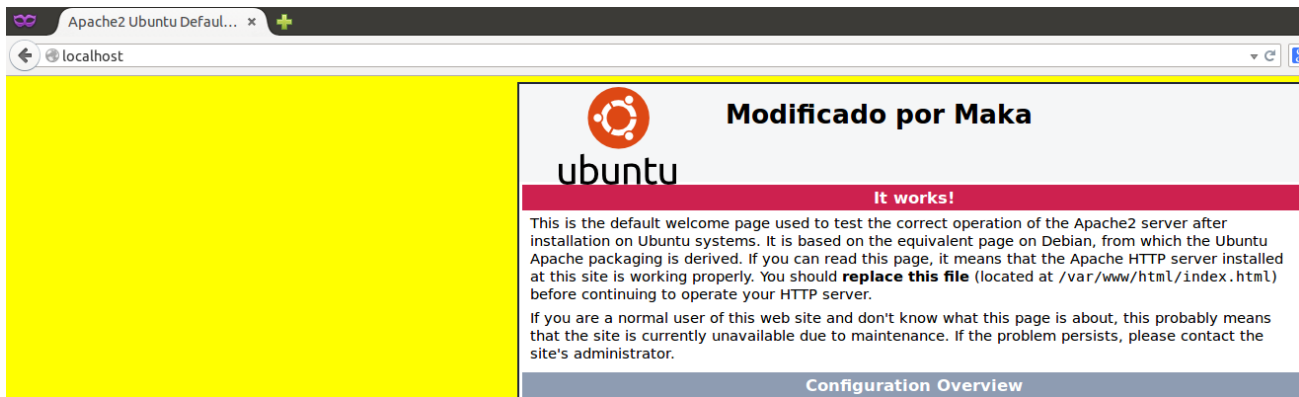 Apache2 Ubuntu Defaul...
localhost
Modificado por Maka
ubuntu
It works!
This is the default welcome page used to test the correct operation of the Apache2 server after
installation on Ubuntu systems. It is based on the equivalent page on Debian, from which the Ubuntu
Apache packaging is derived. If you can read this page, it means that the Apache HTTP server installed
at this site is working properly. You should replace this file (located at /var/www/html/index.html)
before continuing to operate your HTTP server.
If you are a normal user of this web site and don't know what this page is about, this probably means
that the site is currently unavailable due to maintenance. If the problem persists, please contact the
site's administrator.
Configuration Overview